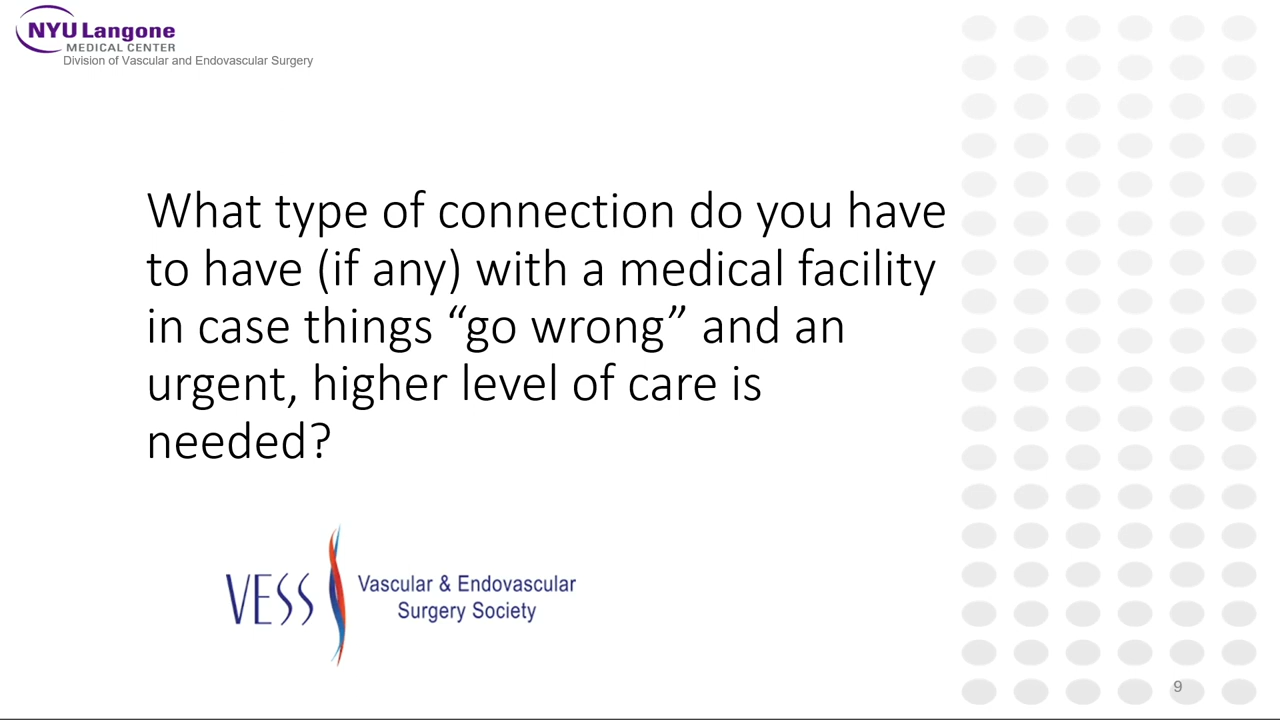 NYU Langone
MEDICAL CENTER
Division of Vascular and Endovascular Surgery
What type of connection do you have
to have (if any) with a medical facility
in case things “go wrong” and an
urgent, higher level of care is
needed?
VESS
Vascular & Endovascular
Surgery Society
9